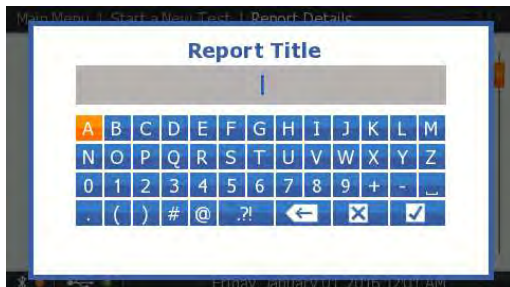 Main Menu | Start a New Test | Report Details
Report Title
A B C D E F G H I J K L M
N O P Q R S T U V W X Y Z
0 1 2 3 4 5 6 7 8 9 + - ␣
. ( ) # @ .?!
Friday, January 01, 2016 12:01 AM